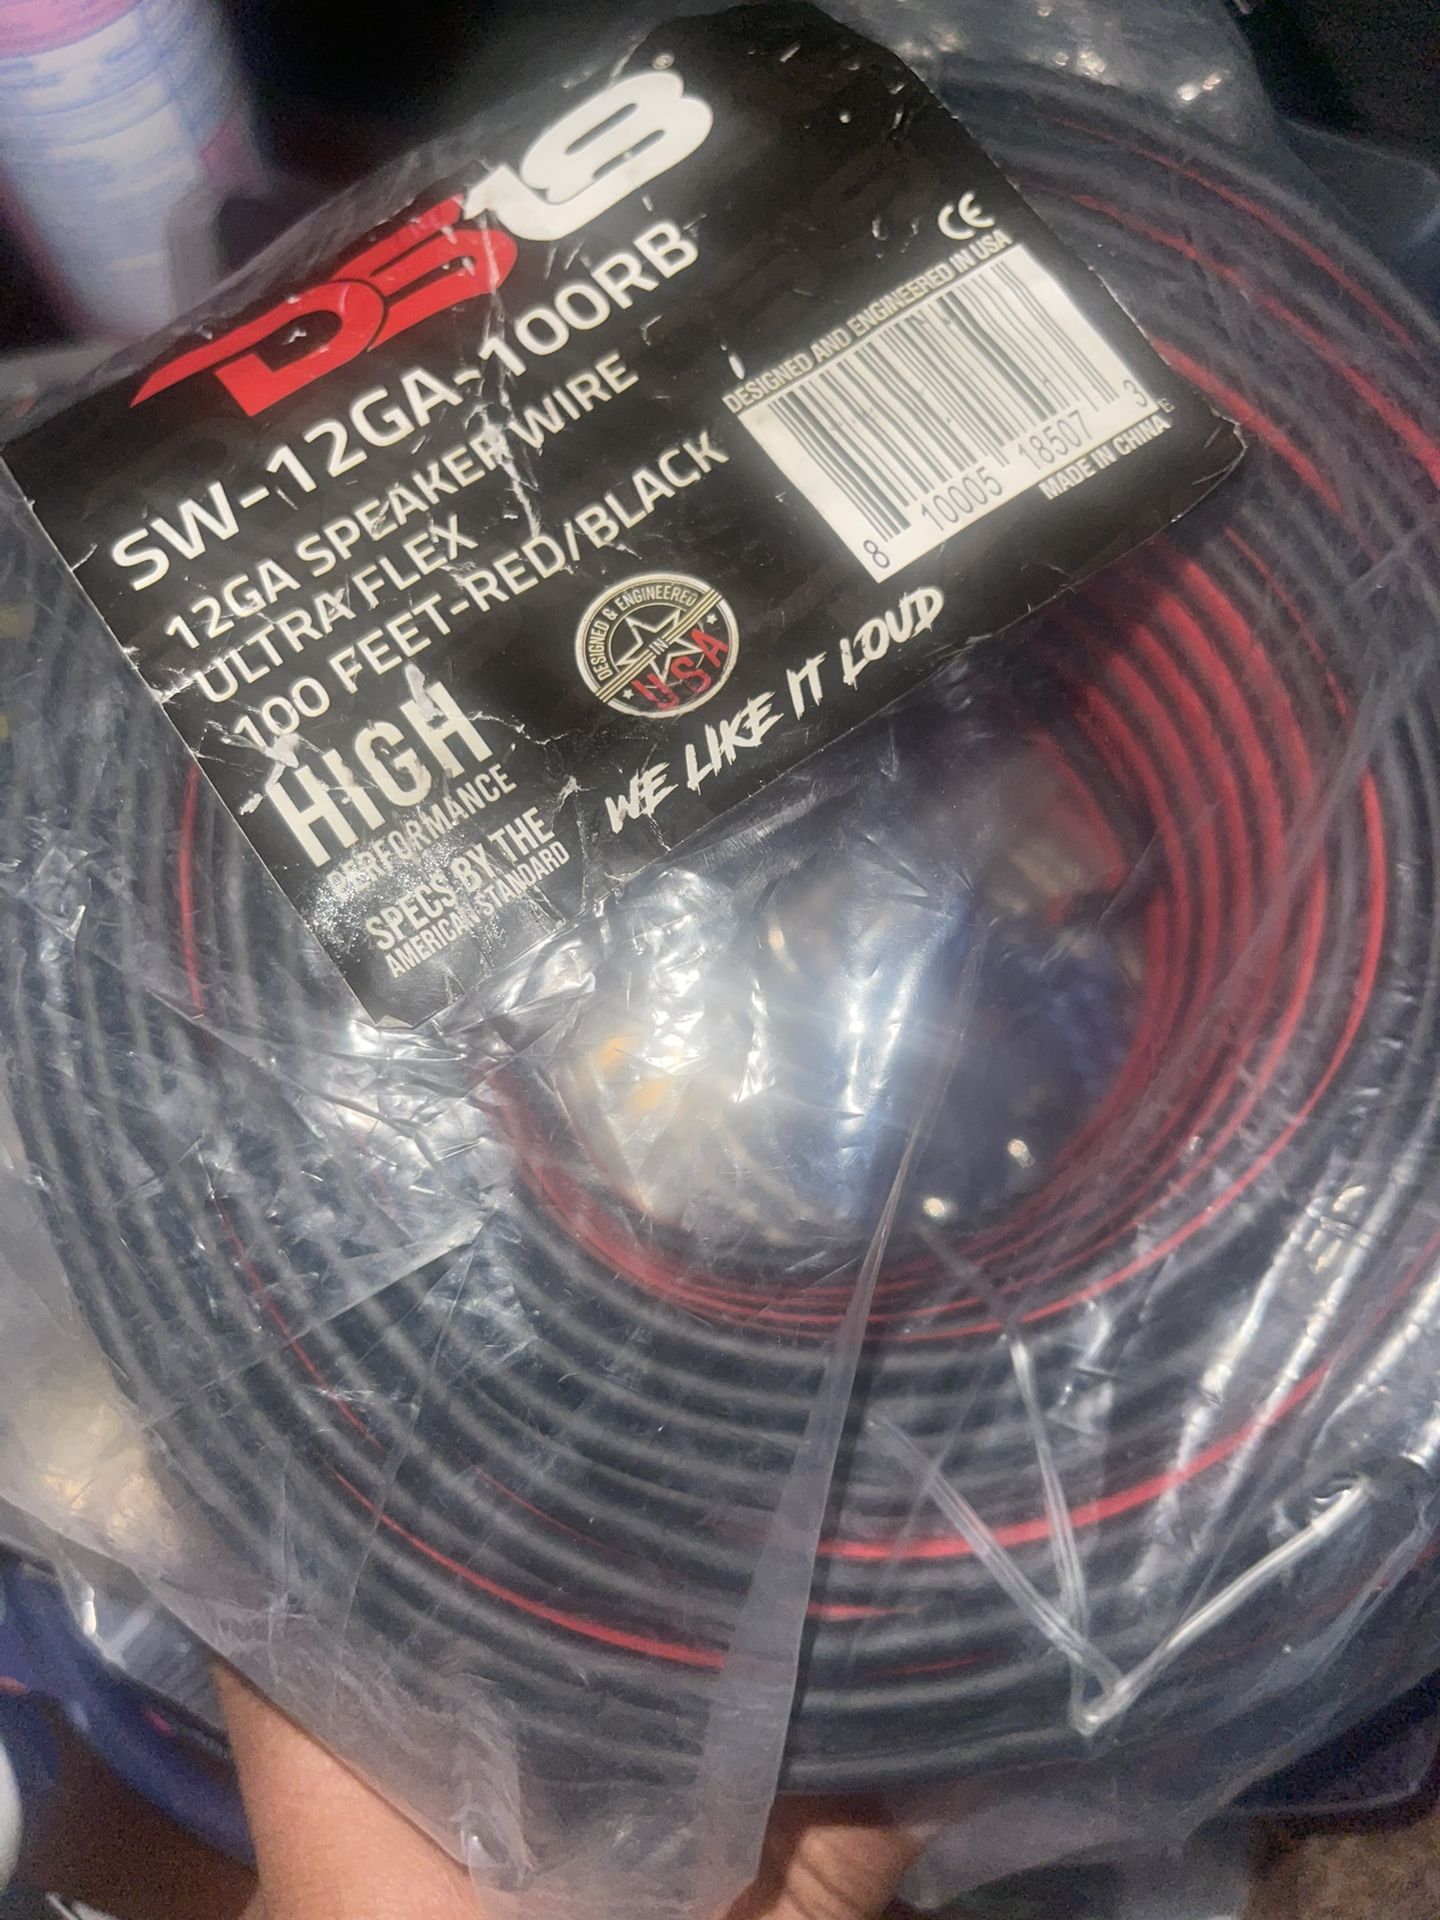 DS18®
SW-12GA-100RB
12GA SPEAKER WIRE
ULTRA FLEX
100 FEET-RED/BLACK
HIGH
PERFORMANCE
SPECS BY THE
AMERICAN STANDARD
DESIGNED & ENGINEERED
IN
USA
WE LIKE IT LOUD
CE
DESIGNED AND ENGINEERED IN USA
8 10005 18507 3
MADE IN CHINA